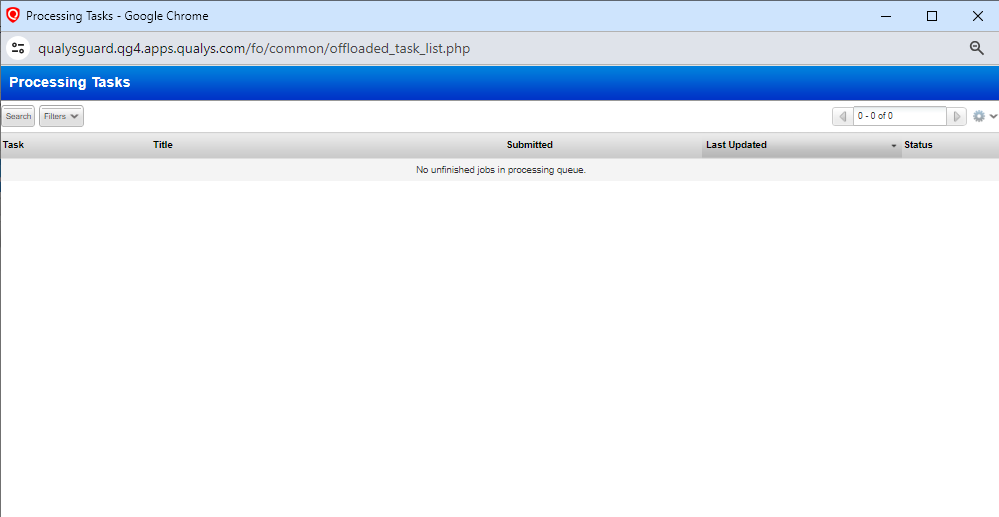 Processing Tasks - Google Chrome
qualysguard.qg4.apps.qualys.com/fo/common/offloaded_task_list.php
Processing Tasks
Search Filters 0 - 0 of 0
Task Title Submitted Last Updated Status
No unfinished jobs in processing queue.